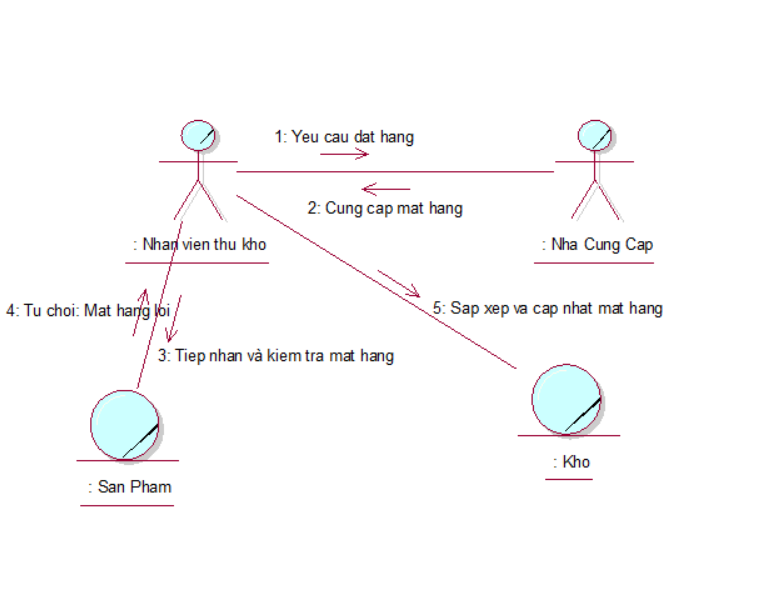 1: Yeu cau dat hang
2: Cung cap mat hang
: Nhan vien thu kho
: Nha Cung Cap
4: Tu choi: Mat hang loi
5: Sap xep va cap nhat mat hang
3: Tiep nhan và kiem tra mat hang
: Kho
: San Pham